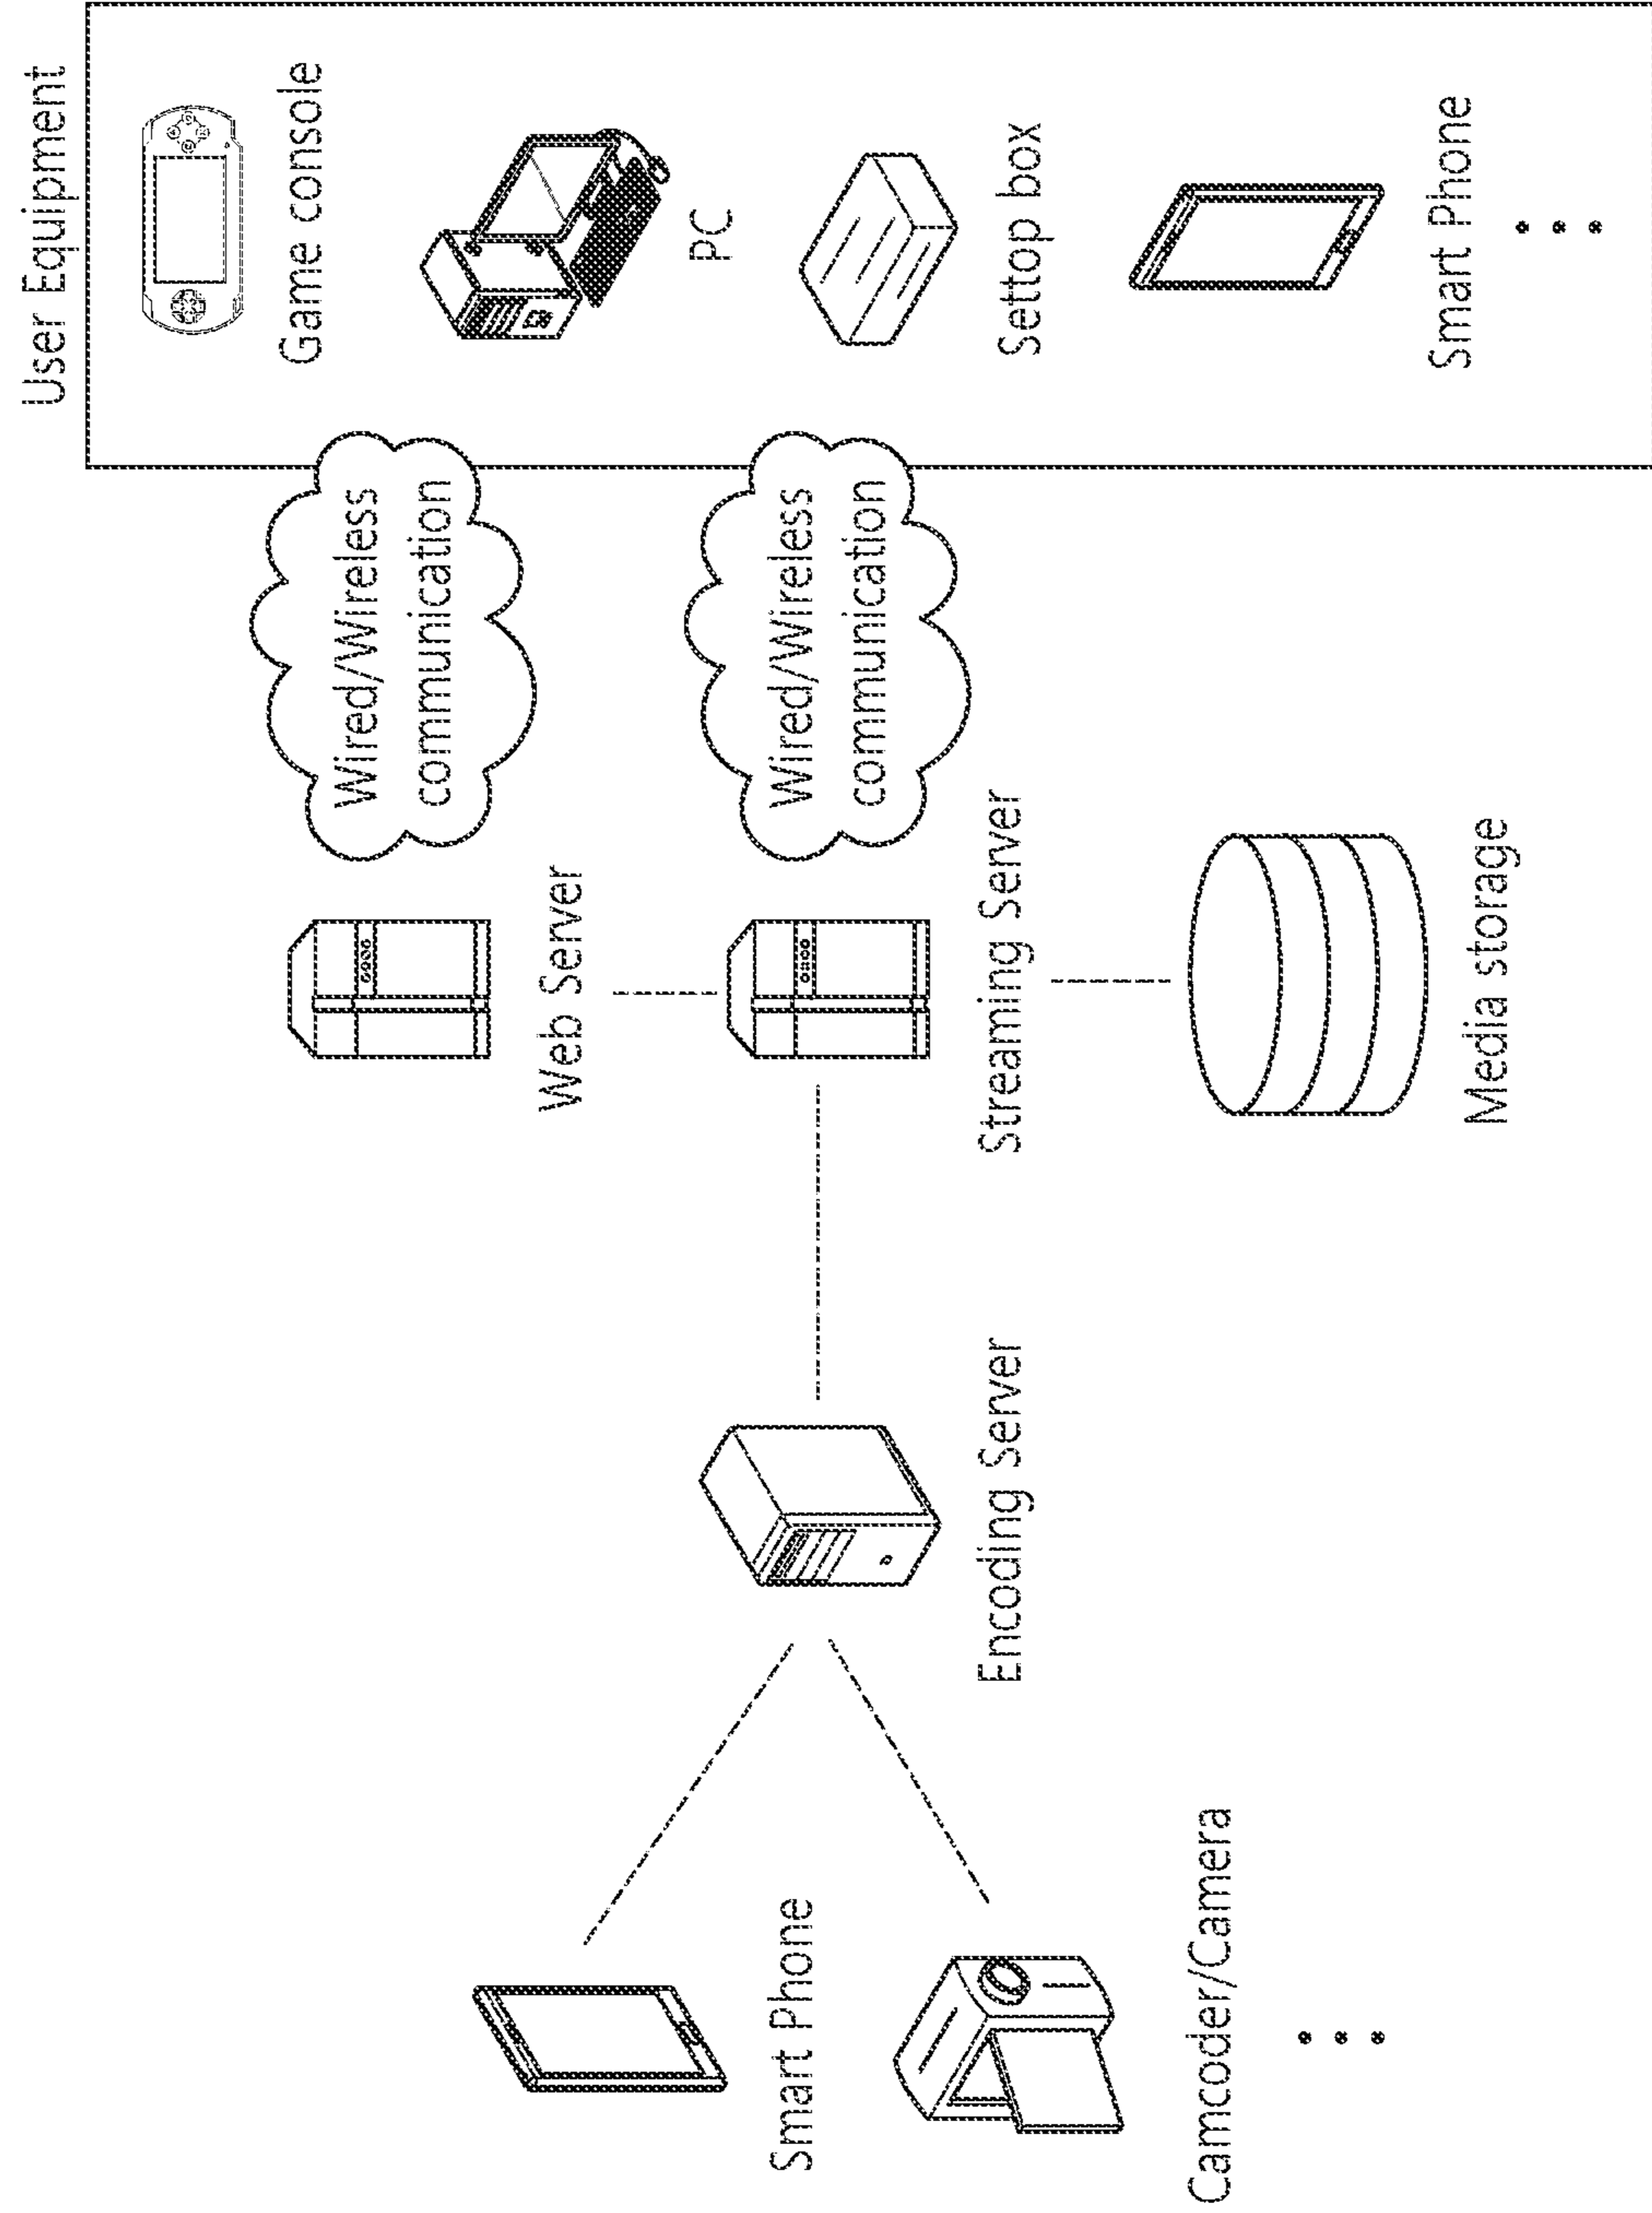 User Equipment
Game console
PC
Settop box
Smart Phone
Wired/Wireless
communication
Wired/Wireless
communication
Web Server
Streaming Server
Media storage
Encoding Server
Smart Phone
Camcoder/Camera